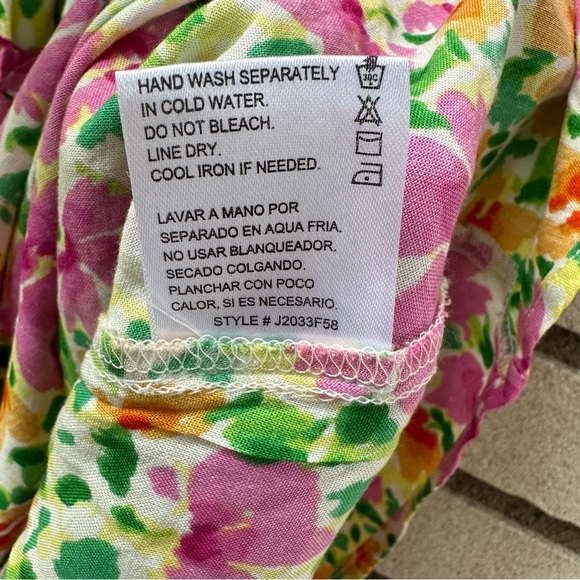 HAND WASH SEPARATELY
IN COLD WATER.
DO NOT BLEACH.
LINE DRY.
COOL IRON IF NEEDED.
30C
LAVAR A MANO POR
SEPARADO EN AQUA FRIA.
NO USAR BLANQUEADOR.
SECADO COLGANDO.
PLANCHAR CON POCO
CALOR, SI ES NECESARIO.
STYLE # J2033F58